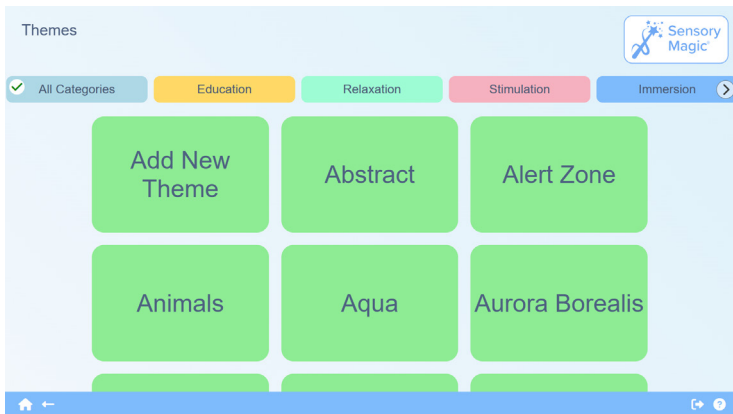 Themes
Sensory
Magic
All Categories
Education
Relaxation
Stimulation
Immersion
Add New
Theme
Abstract
Alert Zone
Animals
Aqua
Aurora Borealis